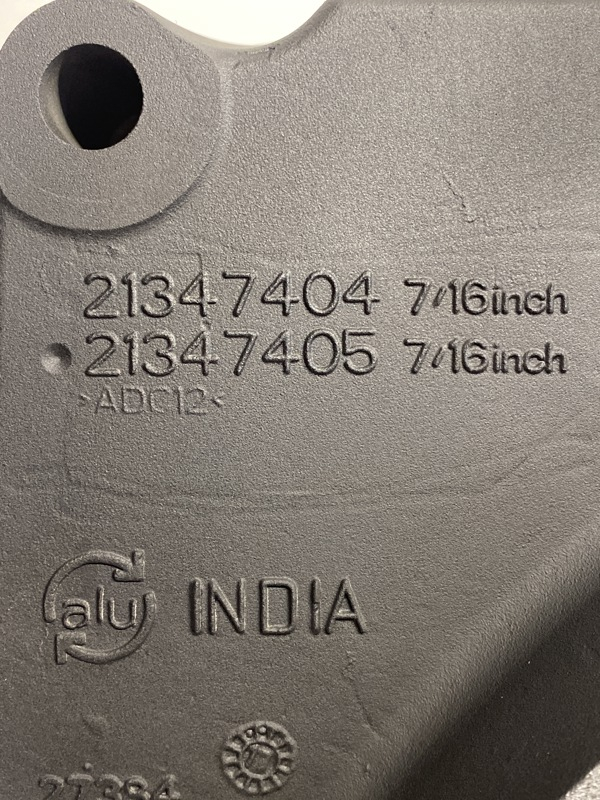 21347404 7/16inch
21347405 7/16inch
>ADC12<
alu INDIA